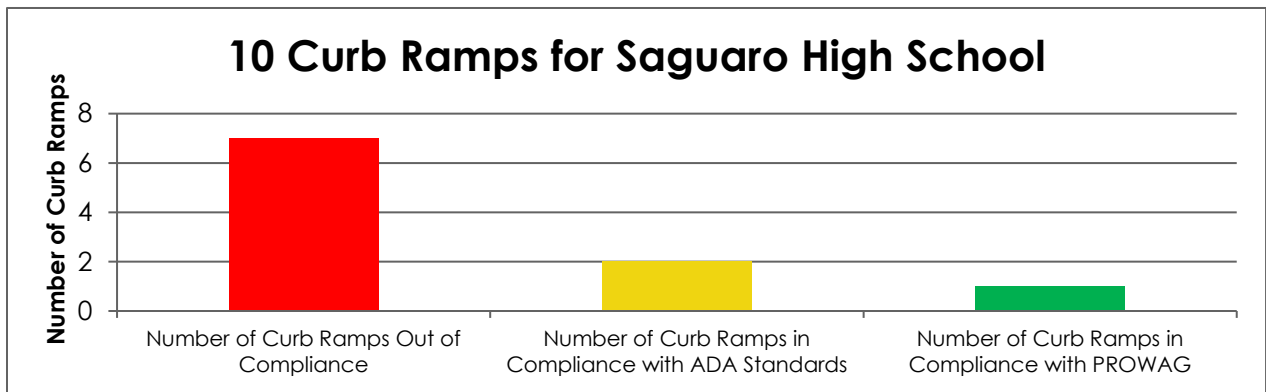 10 Curb Ramps for Saguaro High School
Number of Curb Ramps
8
6
4
2
0
Number of Curb Ramps Out of
Compliance
Number of Curb Ramps in
Compliance with ADA Standards
Number of Curb Ramps in
Compliance with PROWAG